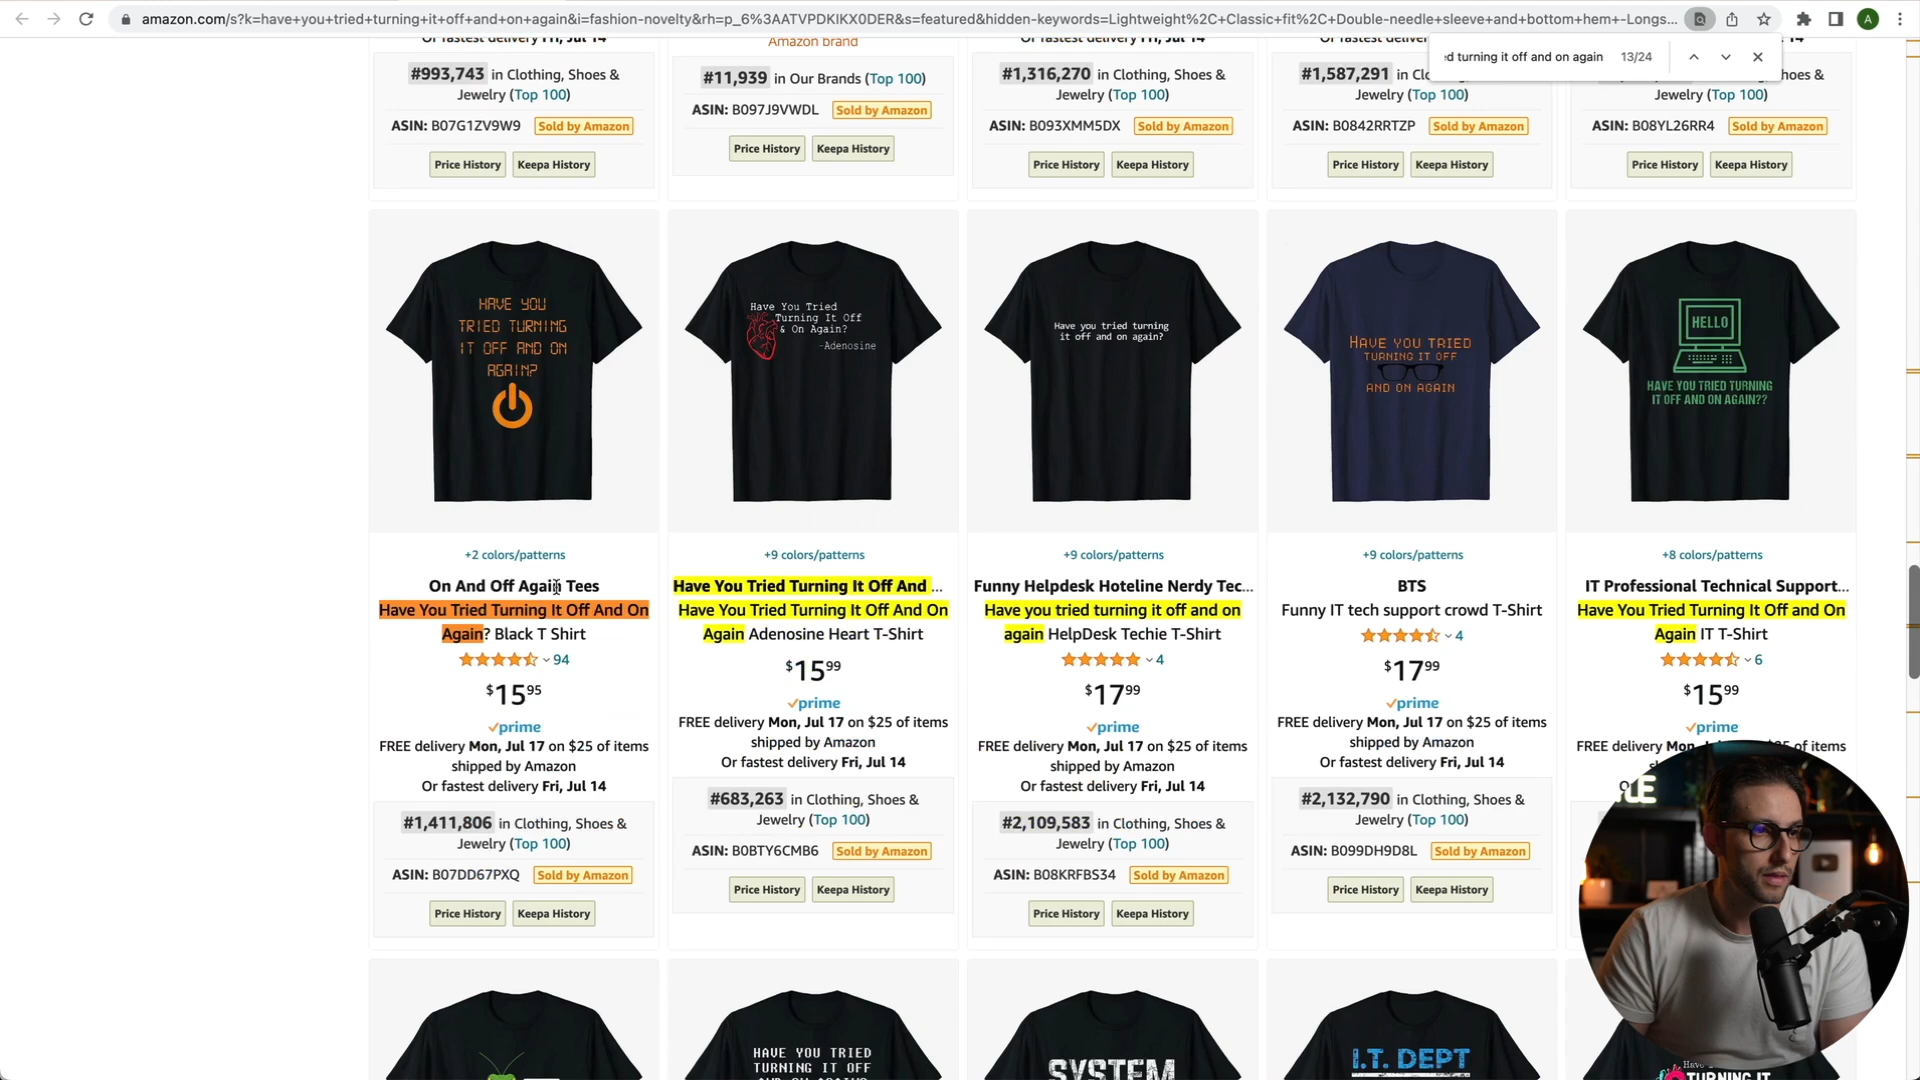 amazon.com/s?k=have+you+tried+turning+it+off+and+on+again&i=fashion-novelty&rh=p_6%3AATVPDKIKX0DER&s=featured&hidden-keywords=Lightweight%2C+Classic+fit%2C+Double-needle+sleeve+and+bottom+hem+-Longs...
A
d turning it off and on again 13/24
Or fastest delivery Fri, Jul 14
#993,743 in Clothing, Shoes &
Jewelry (Top 100)
ASIN: B07G1ZV9W9 Sold by Amazon
Price History Keepa History
Amazon brand
#11,939 in Our Brands (Top 100)
ASIN: B097J9VWDL Sold by Amazon
Price History Keepa History
#1,316,270 in Clothing, Shoes &
Jewelry (Top 100)
ASIN: B093XMM5DX Sold by Amazon
Price History Keepa History
#1,587,291 in Clo
Jewelry (Top 100)
ASIN: B0842RRTZP Sold by Amazon
Price History Keepa History
14
oes &
Jewelry (Top 100)
ASIN: B08YL26RR4 Sold by Amazon
Price History Keepa History
HAVE YOU
TRIED TURNING
IT OFF AND ON
AGAIN?
+2 colors/patterns
On And Off Again Tees
Have You Tried Turning It Off And On
Again? Black T Shirt
94
$15.95
prime
FREE delivery Mon, Jul 17 on $25 of items
shipped by Amazon
Or fastest delivery Fri, Jul 14
#1,411,806 in Clothing, Shoes &
Jewelry (Top 100)
ASIN: B07DD67PXQ Sold by Amazon
Price History Keepa History
Have You Tried
Turning It Off
& On Again?
-Adenosine
+9 colors/patterns
Have You Tried Turning It Off And ...
Have You Tried Turning It Off And On
Again Adenosine Heart T-Shirt
$15.99
prime
FREE delivery Mon, Jul 17 on $25 of items
shipped by Amazon
Or fastest delivery Fri, Jul 14
#683,263 in Clothing, Shoes &
Jewelry (Top 100)
ASIN: B0BTY6CMB6 Sold by Amazon
Price History Keepa History
Have you tried turning
it off and on again?
+9 colors/patterns
Funny Helpdesk Hoteline Nerdy Tec...
Have you tried turning it off and on
again HelpDesk Techie T-Shirt
4
$17.99
prime
FREE delivery Mon, Jul 17 on $25 of items
shipped by Amazon
Or fastest delivery Fri, Jul 14
#2,109,583 in Clothing, Shoes &
Jewelry (Top 100)
ASIN: B08KRFBS34 Sold by Amazon
Price History Keepa History
HAVE YOU TRIED
TURNING IT OFF
AND ON AGAIN
+9 colors/patterns
BTS
Funny IT tech support crowd T-Shirt
4
$17.99
prime
FREE delivery Mon, Jul 17 on $25 of items
shipped by Amazon
Or fastest delivery Fri, Jul 14
#2,132,790 in Clothing, Shoes &
Jewelry (Top 100)
ASIN: B099DH9D8L Sold by Amazon
Price History Keepa History
HELLO
HAVE YOU TRIED TURNING
IT OFF AND ON AGAIN??
+8 colors/patterns
IT Professional Technical Support...
Have You Tried Turning It Off and On
Again IT T-Shirt
6
$15.99
prime
FREE delivery Mon, of items
HAVE YOU TRIED
TURNING IT OFF
SYSTEM
I.T. DEPT
TURNING IT